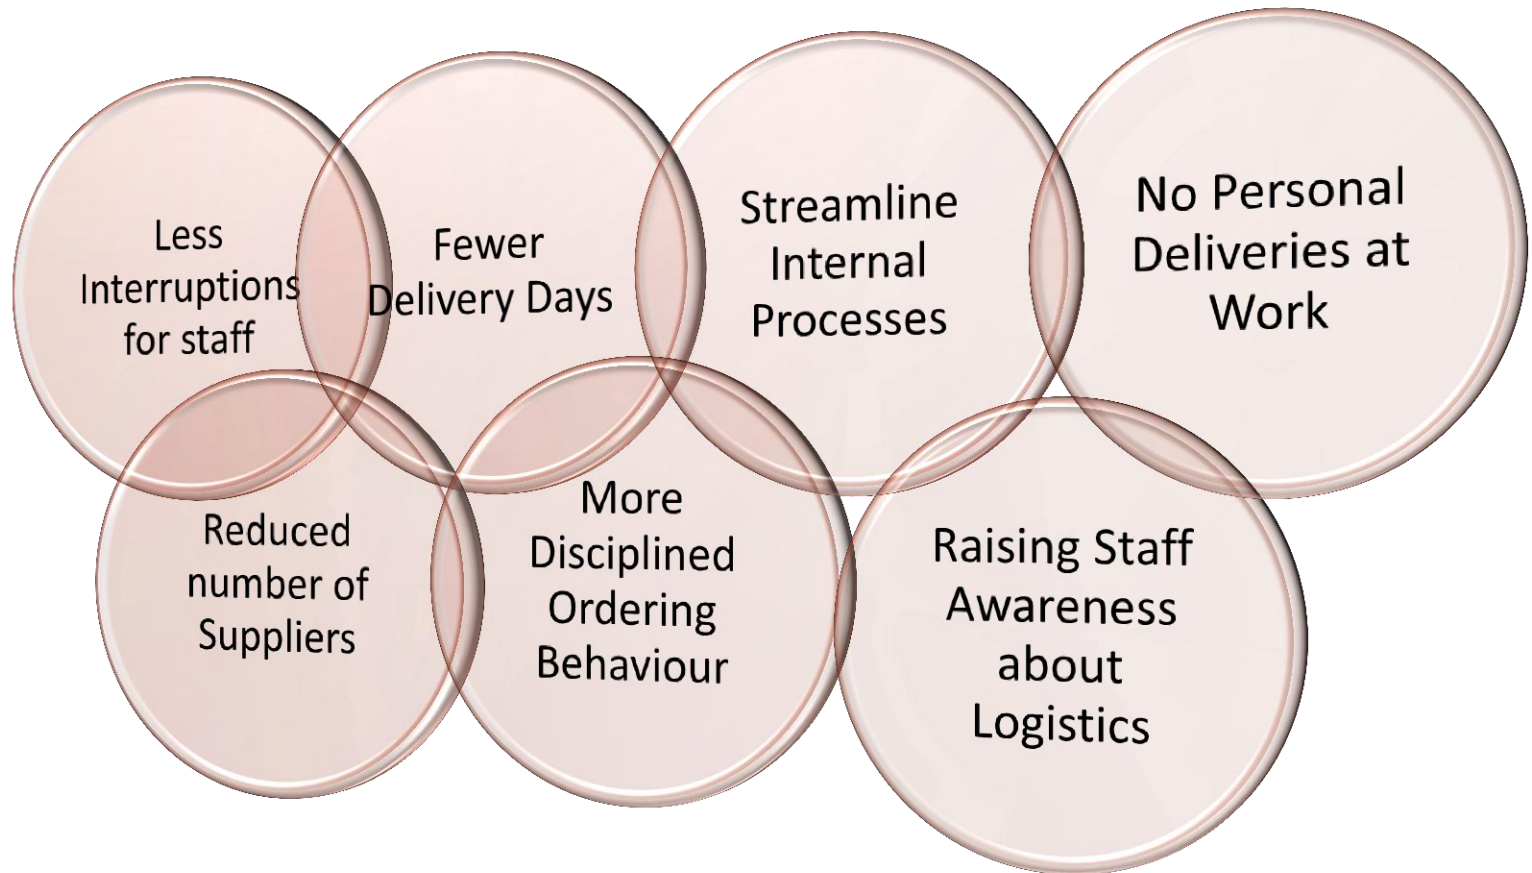 Less
Interruptions
for staff
Fewer
Delivery Days
Streamline
Internal
Processes
No Personal
Deliveries at
Work
Reduced
number of
Suppliers
More
Disciplined
Ordering
Behaviour
Raising Staff
Awareness
about
Logistics